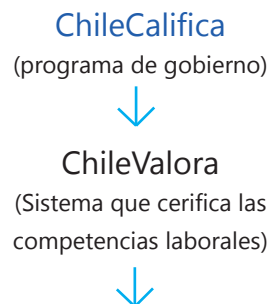 ChileCalifica
(programa de gobierno)
ChileValora
(Sistema que cerifica las
competencias laborales)